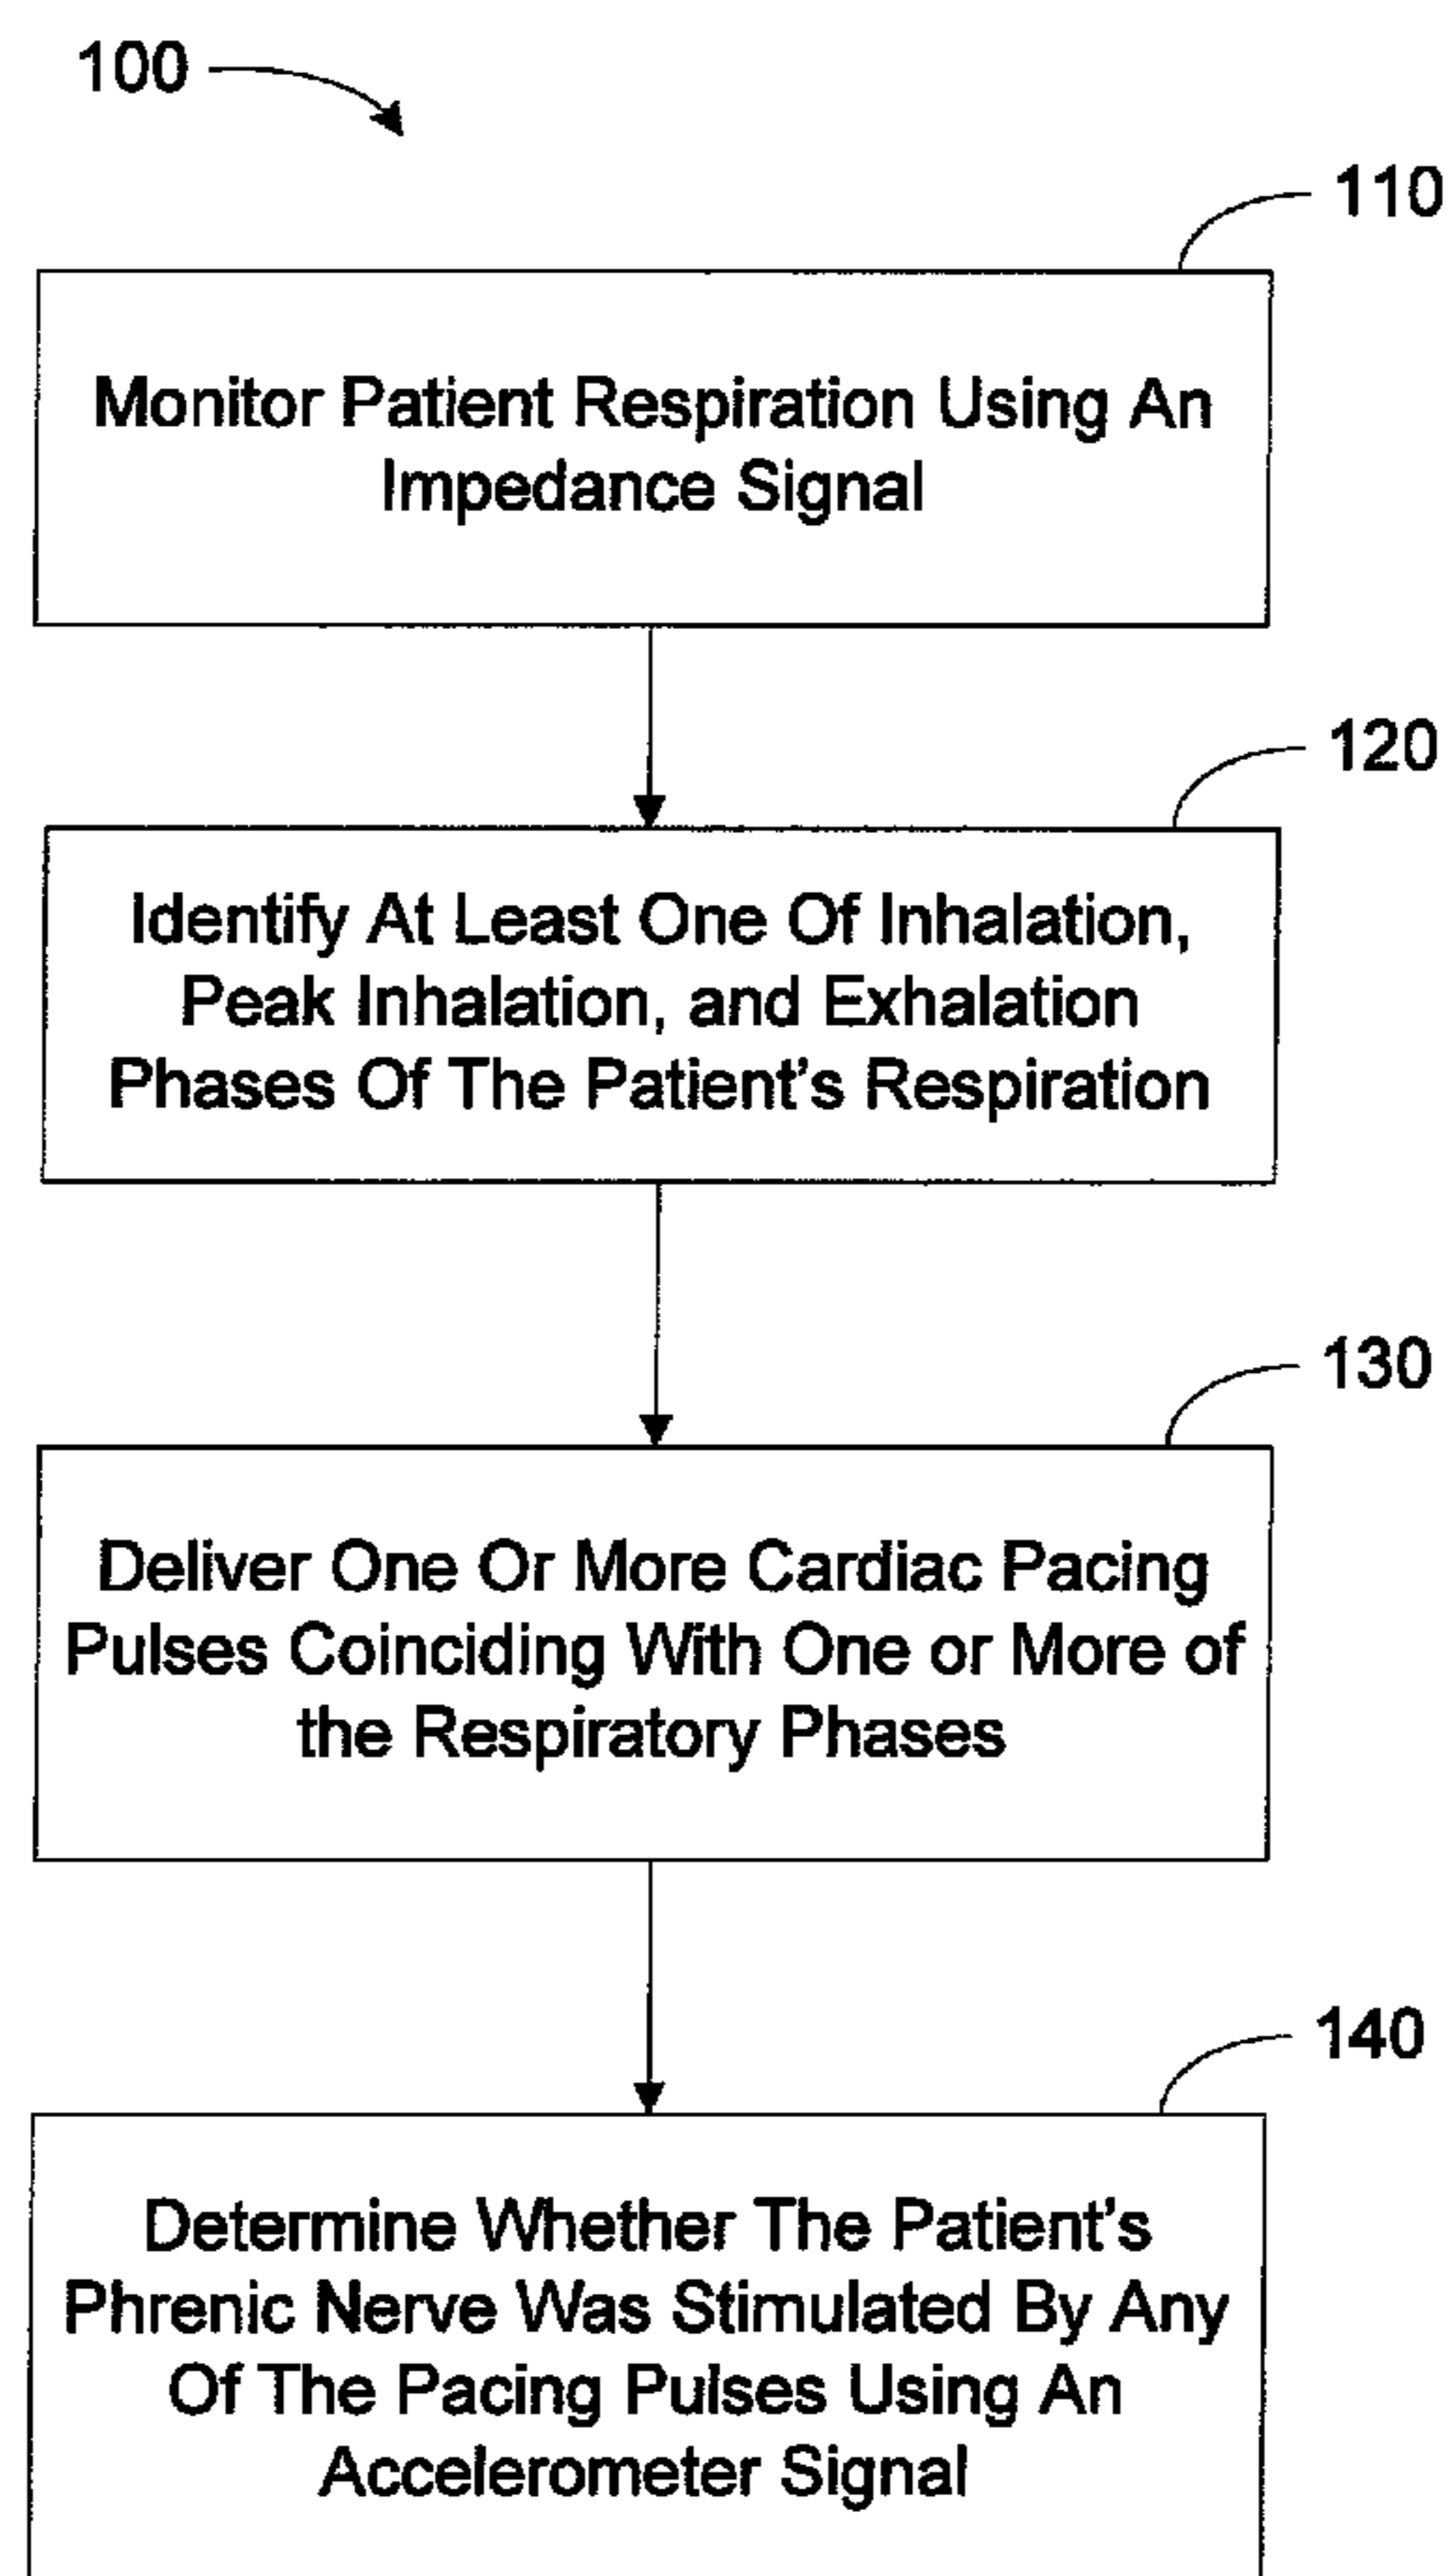 100
110
Monitor Patient Respiration Using An
Impedance Signal
120
Identify At Least One Of Inhalation,
Peak Inhalation, and Exhalation
Phases Of The Patient's Respiration
130
Deliver One Or More Cardiac Pacing
Pulses Coinciding With One or More of
the Respiratory Phases
140
Determine Whether The Patient's
Phrenic Nerve Was Stimulated By Any
Of The Pacing Pulses Using An
Accelerometer Signal